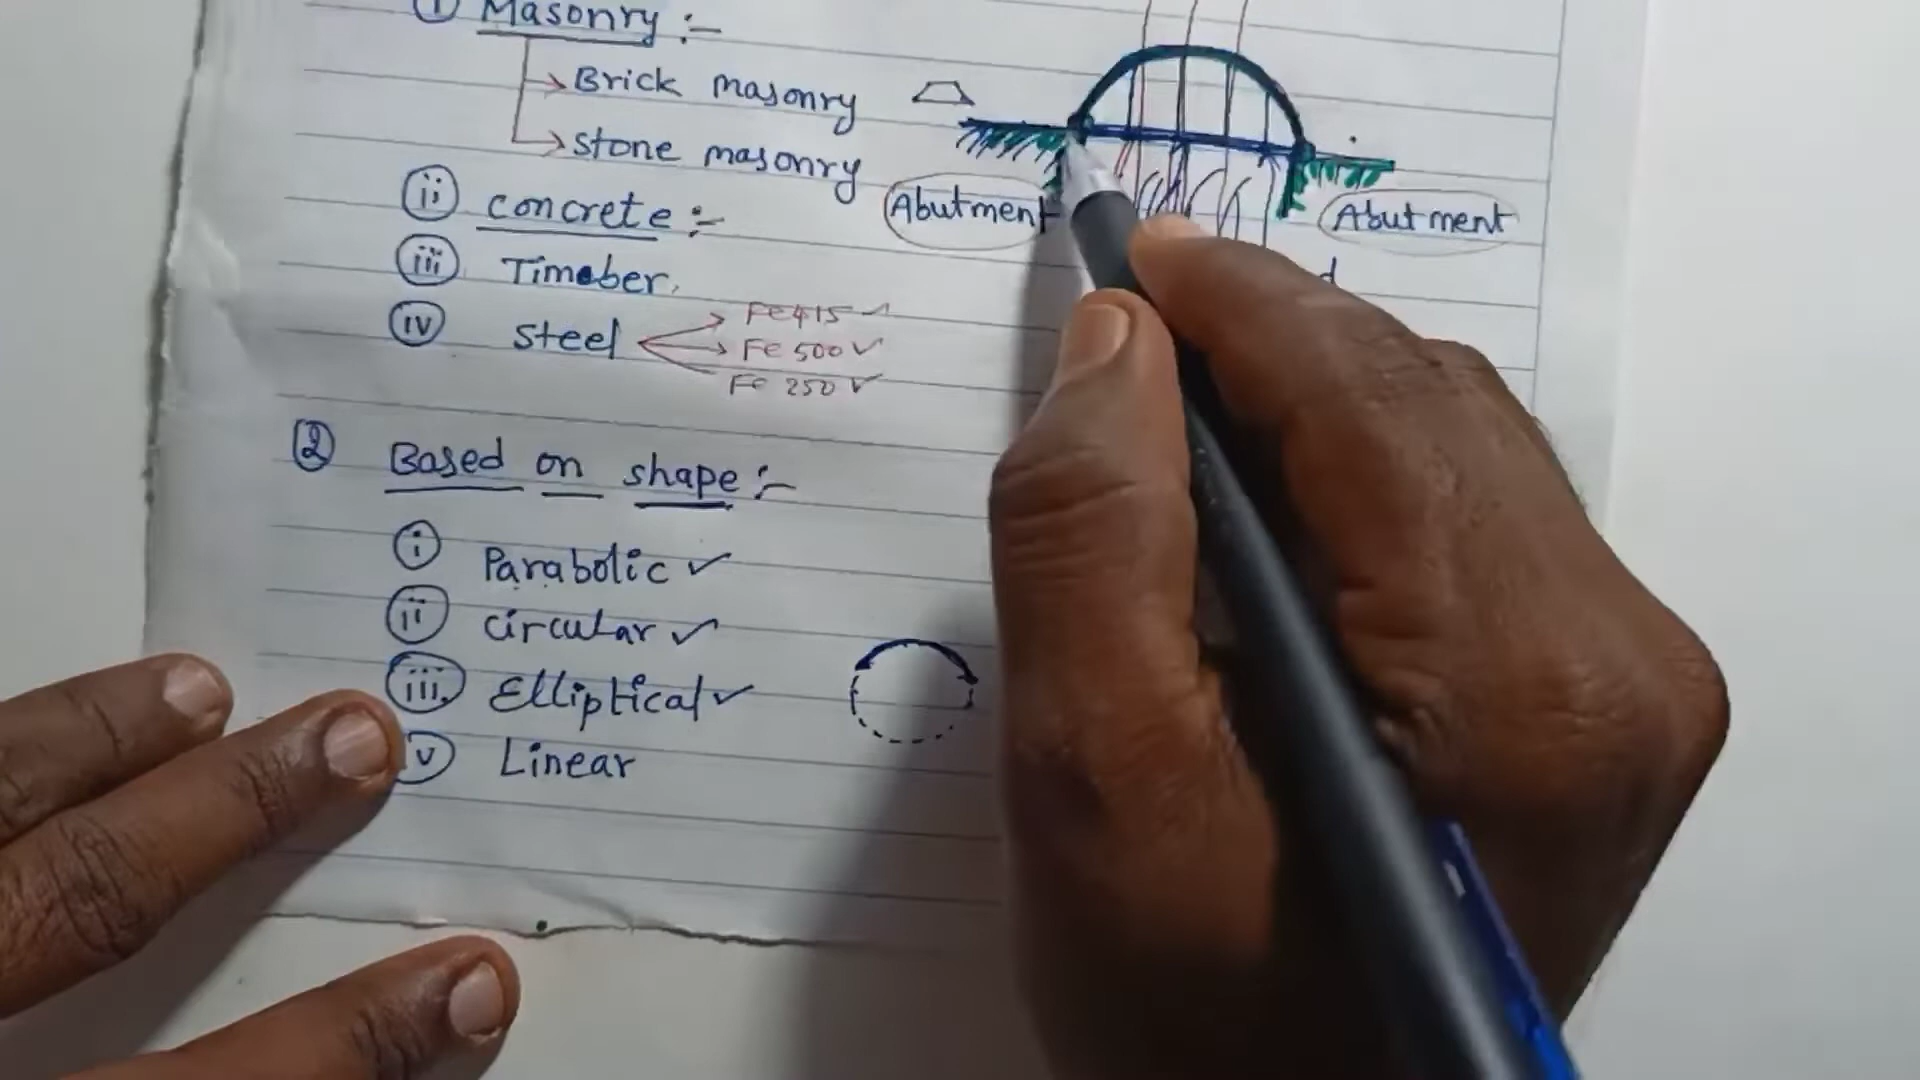 (i) Masonry :-
→ Brick masonry
→ Stone masonry
Abutment
Abutment
(ii) concrete :-
(iii) Timober.
d
(iv) Steel
Fe415 ✓
Fe 500 ✓
Fe 250 ✓
(2) Based on shape :-
(i) Parabolic ✓
(ii) circular ✓
(iii) Elliptical ✓
v Linear